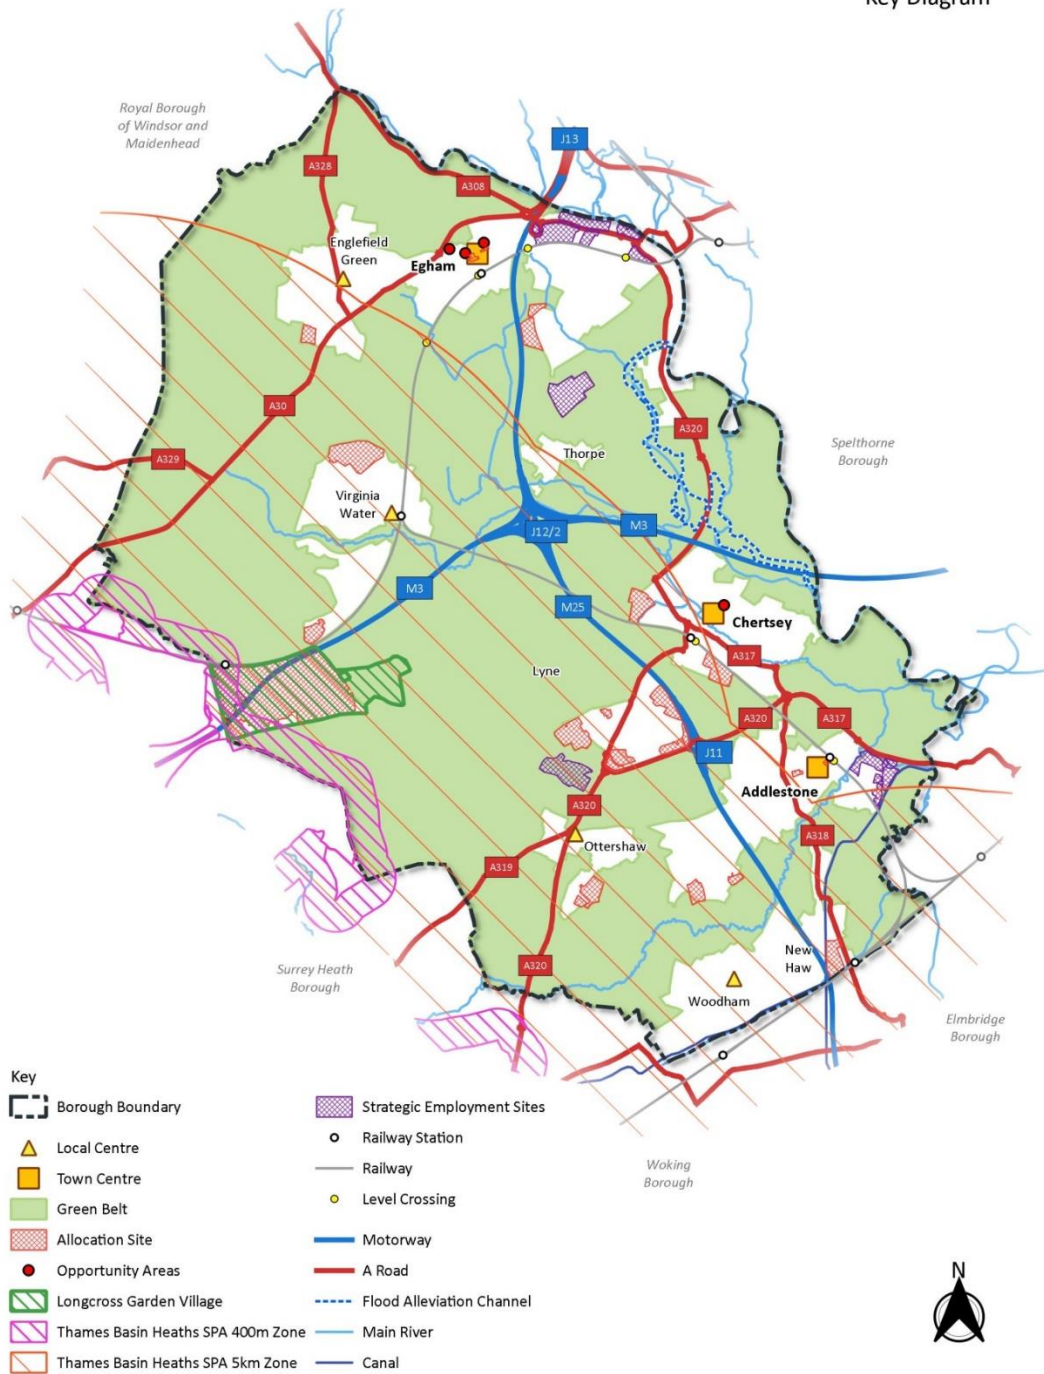 Key Diagram
Royal Borough
of Windsor and
Maidenhead
J13
A328
A308
Englefield
Green
Egham
A30
A320
Spelthorne
Borough
A329
Thorpe
Virginia
Water
J12/2
M3
M3
M25
Chertsey
A317
Lyne
A320
A317
J11
Addlestone
A320
A318
Ottershaw
A319
New
Haw
A320
Surrey Heath
Borough
Woodham
Elmbridge
Borough
Woking
Borough
Key
Borough Boundary
Local Centre
Town Centre
Green Belt
Allocation Site
Opportunity Areas
Longcross Garden Village
Thames Basin Heaths SPA 400m Zone
Thames Basin Heaths SPA 5km Zone
Strategic Employment Sites
Railway Station
Railway
Level Crossing
Motorway
A Road
Flood Alleviation Channel
Main River
Canal
N